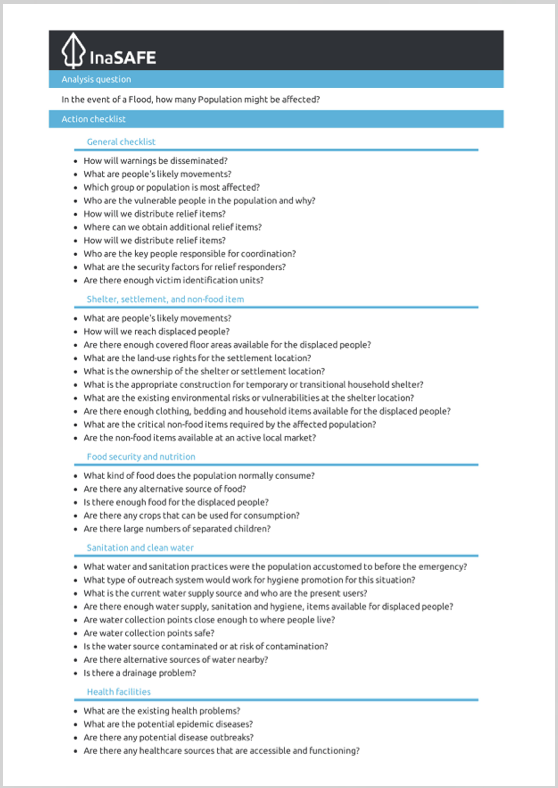 InaSAFE
Analysis question
In the event of a Flood, how many Population might be affected?
Action checklist
General checklist
• How will warnings be disseminated?
• What are people's likely movements?
• Which group or population is most affected?
• Who are the vulnerable people in the population and why?
• How will we distribute relief items?
• Where can we obtain additional relief items?
• How will we distribute relief items?
• Who are the key people responsible for coordination?
• What are the security factors for relief responders?
• Are there enough victim identification units?
Shelter, settlement, and non-food item
• What are people's likely movements?
• How will we reach displaced people?
• Are there enough covered floor areas available for the displaced people?
• What are the land-use rights for the settlement location?
• What is the ownership of the shelter or settlement location?
• What is the appropriate construction for temporary or transitional household shelter?
• What are the existing environmental risks or vulnerabilities at the shelter location?
• Are there enough clothing, bedding and household items available for the displaced people?
• What are the critical non-food items required by the affected population?
• Are the non-food items available at an active local market?
Food security and nutrition
• What kind of food does the population normally consume?
• Are there any alternative source of food?
• Is there enough food for the displaced people?
• Are there any crops that can be used for consumption?
• Are there large numbers of separated children?
Sanitation and clean water
• What water and sanitation practices were the population accustomed to before the emergency?
• What type of outreach system would work for hygiene promotion for this situation?
• What is the current water supply source and who are the present users?
• Are there enough water supply, sanitation and hygiene, items available for displaced people?
• Are water collection points close enough to where people live?
• Are water collection points safe?
• Is the water source contaminated or at risk of contamination?
• Are there alternative sources of water nearby?
• Is there a drainage problem?
Health facilities
• What are the existing health problems?
• What are the potential epidemic diseases?
• Are there any potential disease outbreaks?
• Are there any healthcare sources that are accessible and functioning?